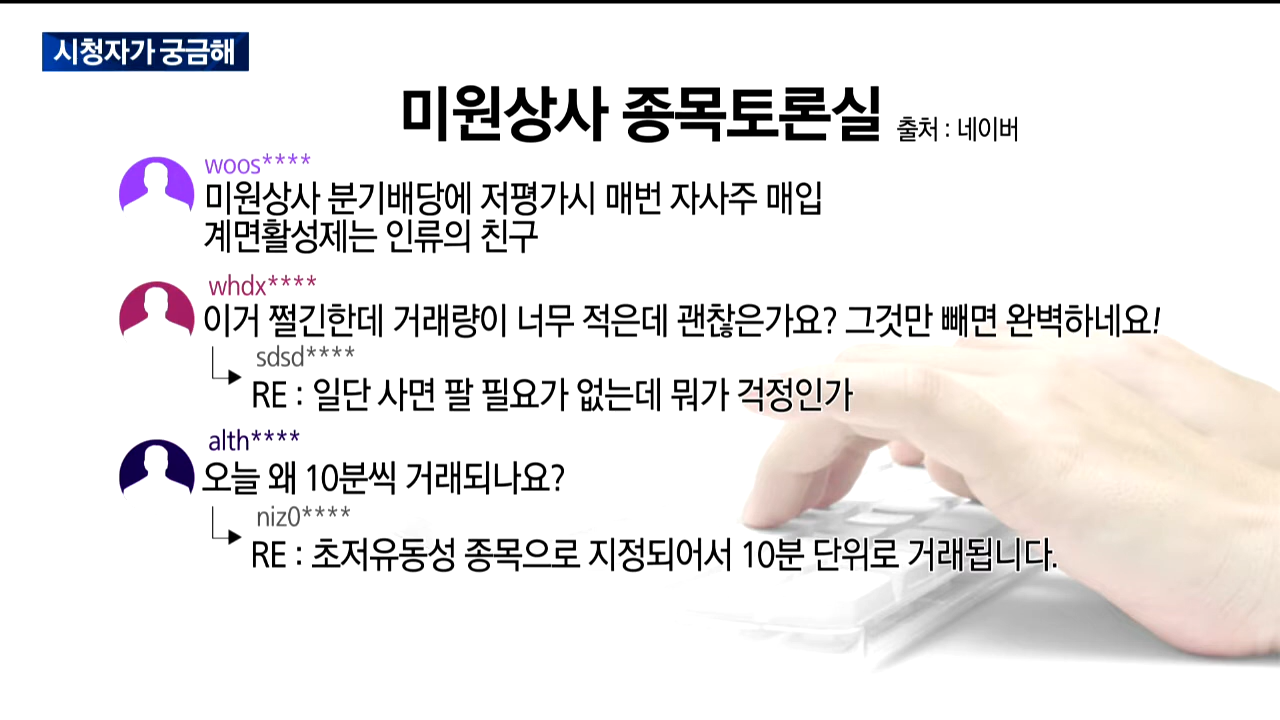 시청자가 궁금해
미원상사 종목토론실 출처 : 네이버
woos****
미원상사 분기배당에 저평가시 매번 자사주 매입
계면활성제는 인류의 친구
whdx****
이거 쩔긴한데 거래량이 너무 적은데 괜찮은가요? 그것만 빼면 완벽하네요!
sdsd****
RE : 일단 사면 팔 필요가 없는데 뭐가 걱정인가
alth****
오늘 왜 10분씩 거래되나요?
niz0****
RE : 초저유동성 종목으로 지정되어서 10분 단위로 거래됩니다.